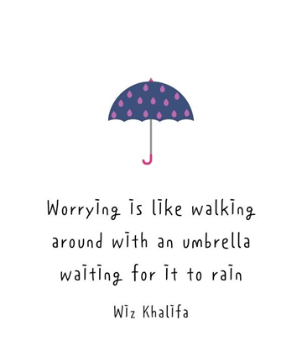 Worrying is like walking
around with an umbrella
waiting for it to rain
Wiz Khalifa